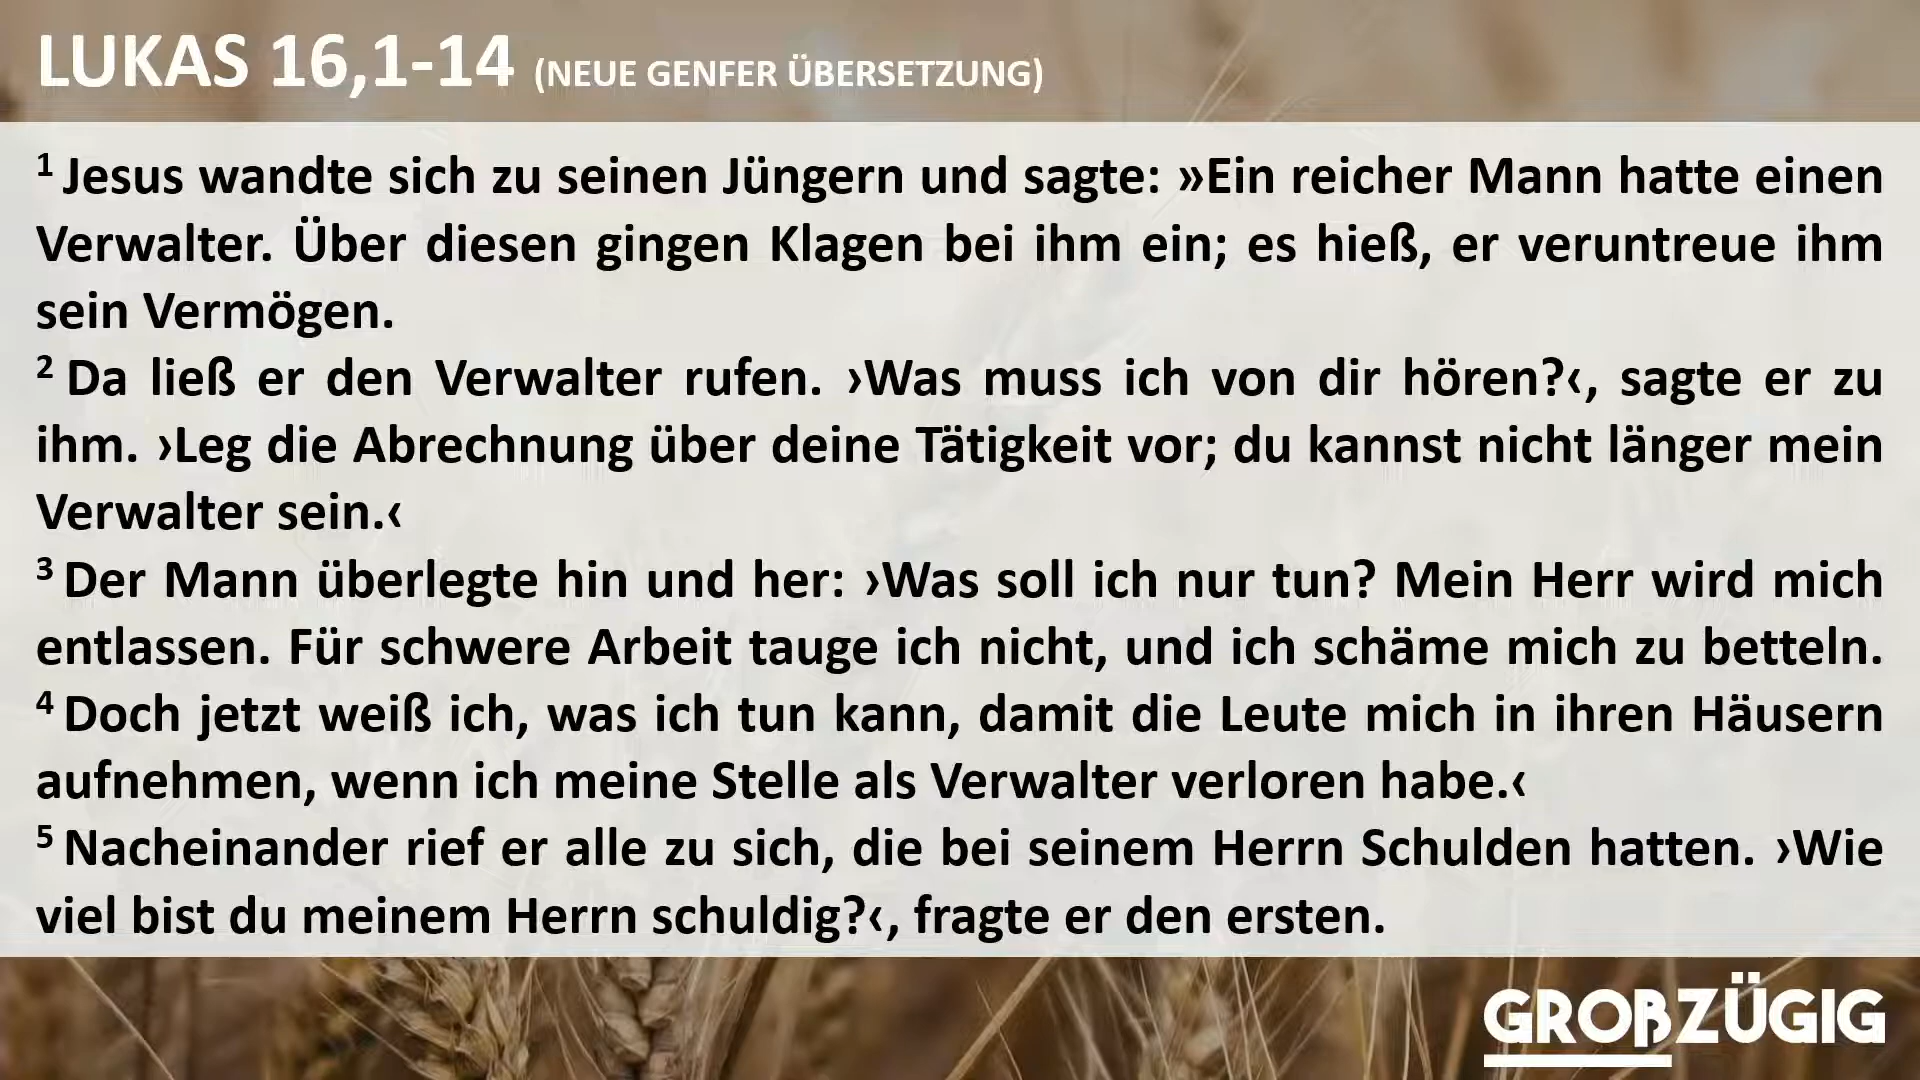 LUKAS 16,1-14 (NEUE GENFER ÜBERSETZUNG)
1 Jesus wandte sich zu seinen Jüngern und sagte: »Ein reicher Mann hatte einen
Verwalter. Über diesen gingen Klagen bei ihm ein; es hieß, er veruntreue ihm
sein Vermögen.
2 Da ließ er den Verwalter rufen. ›Was muss ich von dir hören?‹, sagte er zu
ihm. ›Leg die Abrechnung über deine Tätigkeit vor; du kannst nicht länger mein
Verwalter sein.‹
3 Der Mann überlegte hin und her: ›Was soll ich nur tun? Mein Herr wird mich
entlassen. Für schwere Arbeit tauge ich nicht, und ich schäme mich zu betteln.
4 Doch jetzt weiß ich, was ich tun kann, damit die Leute mich in ihren Häusern
aufnehmen, wenn ich meine Stelle als Verwalter verloren habe.‹
5 Nacheinander rief er alle zu sich, die bei seinem Herrn Schulden hatten. ›Wie
viel bist du meinem Herrn schuldig?‹, fragte er den ersten.
GROßZÜGIG